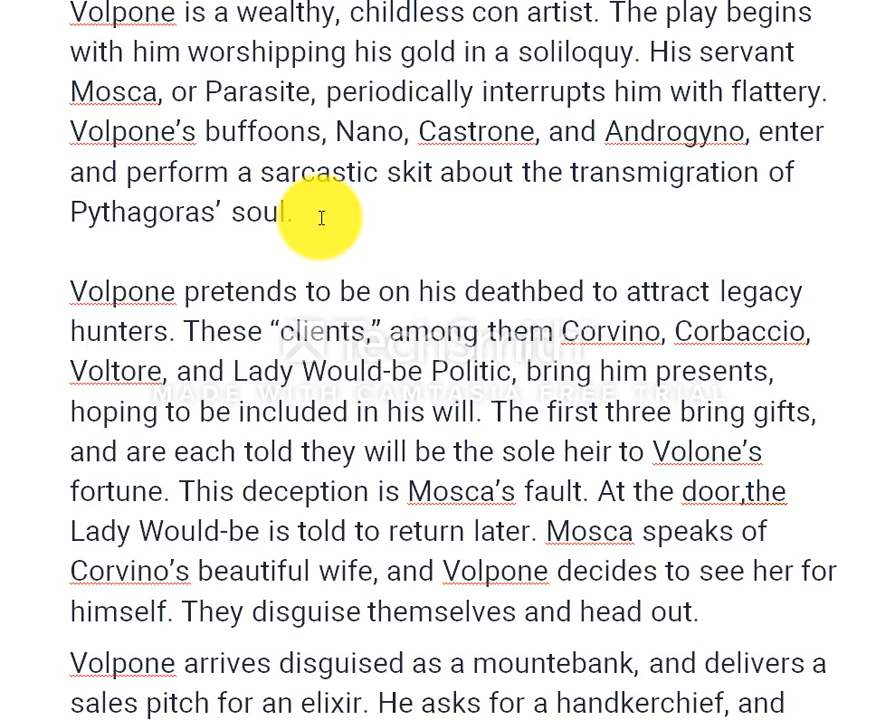 Volpone is a wealthy, childless con artist. The play begins
with him worshipping his gold in a soliloquy. His servant
Mosca, or Parasite, periodically interrupts him with flattery.
Volpone’s buffoons, Nano, Castrone, and Androgyno, enter
and perform a sarcastic skit about the transmigration of
Pythagoras’ soul.
Volpone pretends to be on his deathbed to attract legacy
hunters. These “clients,” among them Corvino, Corbaccio,
TechSmith
Voltore, and Lady Would-be Politic, bring him presents,
MADE WITH CAMTASIA FREE TRIAL
hoping to be included in his will. The first three bring gifts,
and are each told they will be the sole heir to Volone’s
fortune. This deception is Mosca’s fault. At the door,the
Lady Would-be is told to return later. Mosca speaks of
Corvino’s beautiful wife, and Volpone decides to see her for
himself. They disguise themselves and head out.
Volpone arrives disguised as a mountebank, and delivers a
sales pitch for an elixir. He asks for a handkerchief, and